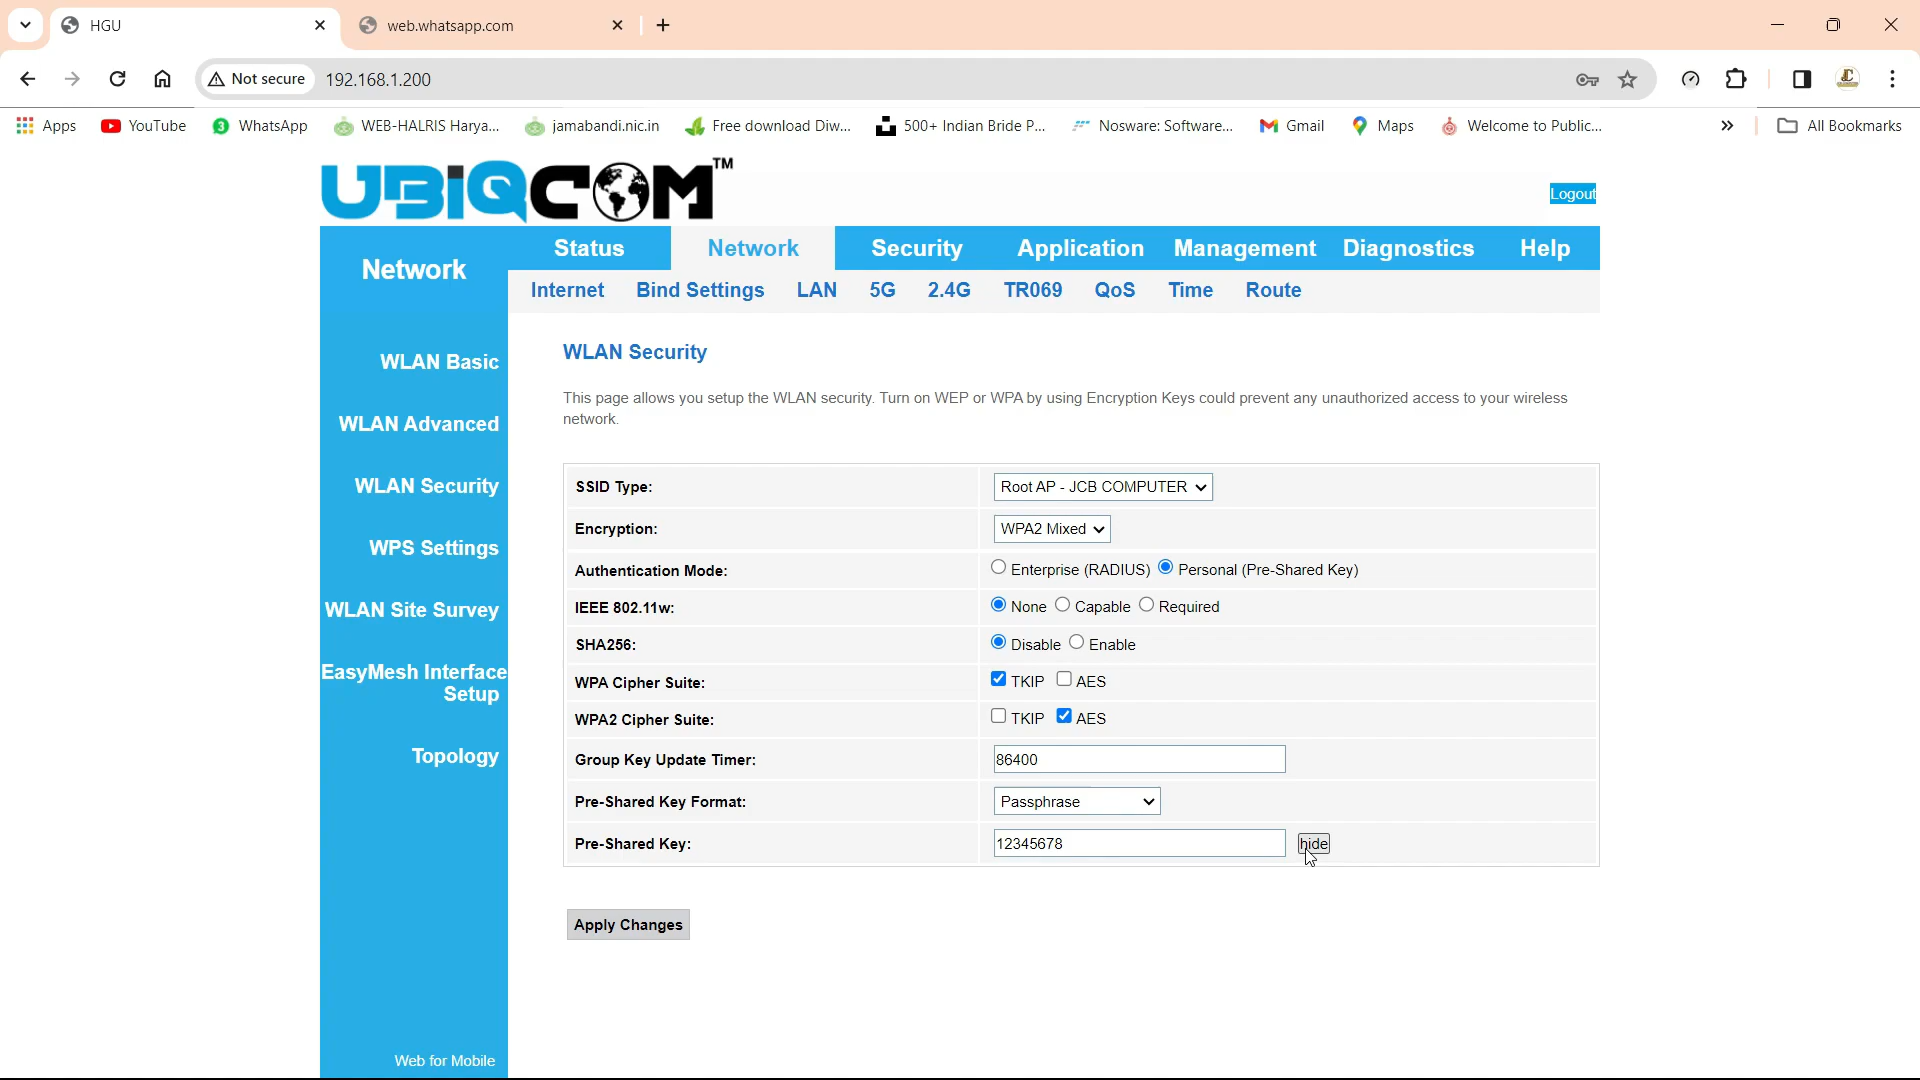 HGU
web.whatsapp.com
Not secure
192.168.1.200
Apps
YouTube
WhatsApp
WEB-HALRIS Harya...
jamabandi.nic.in
Free download Diw...
500+ Indian Bride P...
Nosware: Software...
Gmail
Maps
Welcome to Public...
All Bookmarks
UBIQCOM™
Logout
Network
Status
Network
Security
Application
Management
Diagnostics
Help
Internet
Bind Settings
LAN
5G
2.4G
TR069
QoS
Time
Route
WLAN Basic
WLAN Advanced
WLAN Security
WPS Settings
WLAN Site Survey
EasyMesh Interface
Setup
Topology
Web for Mobile
WLAN Security
This page allows you setup the WLAN security. Turn on WEP or WPA by using Encryption Keys could prevent any unauthorized access to your wireless
network.
SSID Type: Root AP - JCB COMPUTER
Encryption: WPA2 Mixed
Authentication Mode: Enterprise (RADIUS) Personal (Pre-Shared Key)
IEEE 802.11w: None Capable Required
SHA256: Disable Enable
WPA Cipher Suite: TKIP AES
WPA2 Cipher Suite: TKIP AES
Group Key Update Timer: 86400
Pre-Shared Key Format: Passphrase
Pre-Shared Key: 12345678 hide
Apply Changes